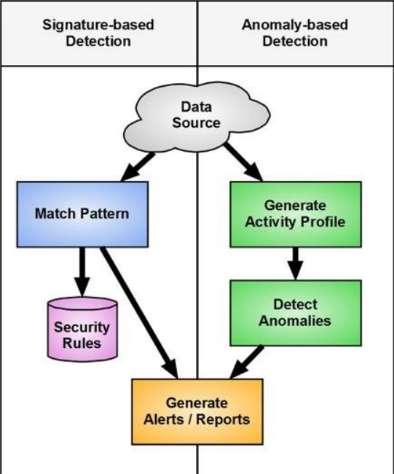 Signature-based
Detection
Anomaly-based
Detection
Data
Source
Match Pattern
Generate
Activity Profile
Security
Rules
Detect
Anomalies
Generate
Alerts / Reports